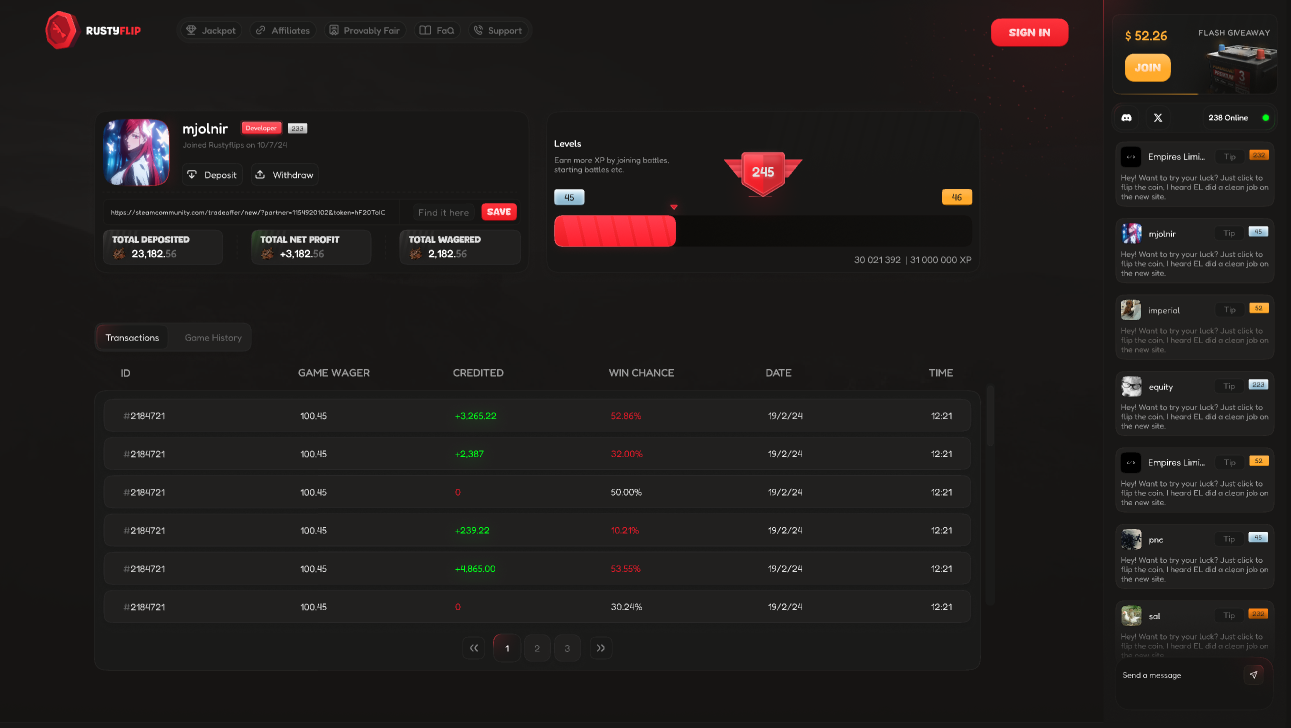 RUSTYFLIP
Jackpot
Affiliates
Provably Fair
FaQ
Support
SIGN IN
mjolnir Developer 233
Joined Rustyflips on 10/7/24
Deposit
Withdraw
https://steamcommunity.com/tradeoffer/new/?partner=1154920102&token=hF20TolC
Find it here
SAVE
TOTAL DEPOSITED
23,182.56
TOTAL NET PROFIT
+3,182.56
TOTAL WAGERED
2,182.56
Levels
Earn more XP by joining battles,
starting battles etc.
245
45
46
30 021 392 | 31 000 000 XP
Transactions
Game History
ID GAME WAGER CREDITED WIN CHANCE DATE TIME
#2184721 100.45 +3,265.22 52.86% 19/2/24 12:21
#2184721 100.45 +2,387 32.00% 19/2/24 12:21
#2184721 100.45 0 50.00% 19/2/24 12:21
#2184721 100.45 +239.22 10.21% 19/2/24 12:21
#2184721 100.45 +4,865.00 53.55% 19/2/24 12:21
#2184721 100.45 0 30.24% 19/2/24 12:21
1 2 3
$ 52.26
FLASH GIVEAWAY
JOIN
3
238 Online
Empires Limi... Tip 232
Hey! Want to try your luck? Just click to
flip the coin, I heard EL did a clean job on
the new site.
mjolnir Tip 45
Hey! Want to try your luck? Just click to
flip the coin, I heard EL did a clean job on
the new site.
imperial Tip 52
Hey! Want to try your luck? Just click to
flip the coin, I heard EL did a clean job on
the new site.
equity Tip 223
Hey! Want to try your luck? Just click to
flip the coin, I heard EL did a clean job on
the new site.
Empires Limi... Tip 52
Hey! Want to try your luck? Just click to
flip the coin, I heard EL did a clean job on
the new site.
pnc Tip 45
Hey! Want to try your luck? Just click to
flip the coin, I heard EL did a clean job on
the new site.
sal Tip 232
Hey! Want to try your luck? Just click to
flip the coin, I heard EL did a clean job on
the new site.
Send a message